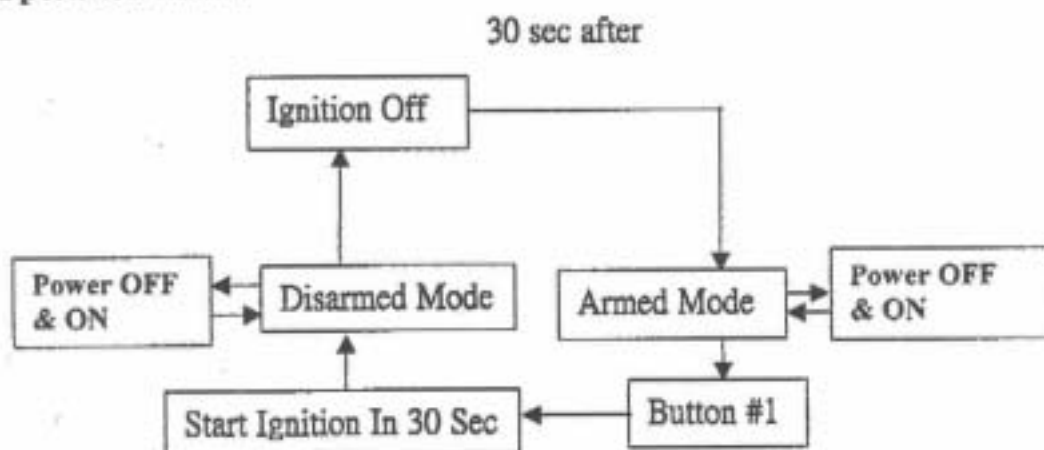 30 sec after
Ignition Off
Power OFF
& ON
Disarmed Mode
Armed Mode
Power OFF
& ON
Start Ignition In 30 Sec
Button #1